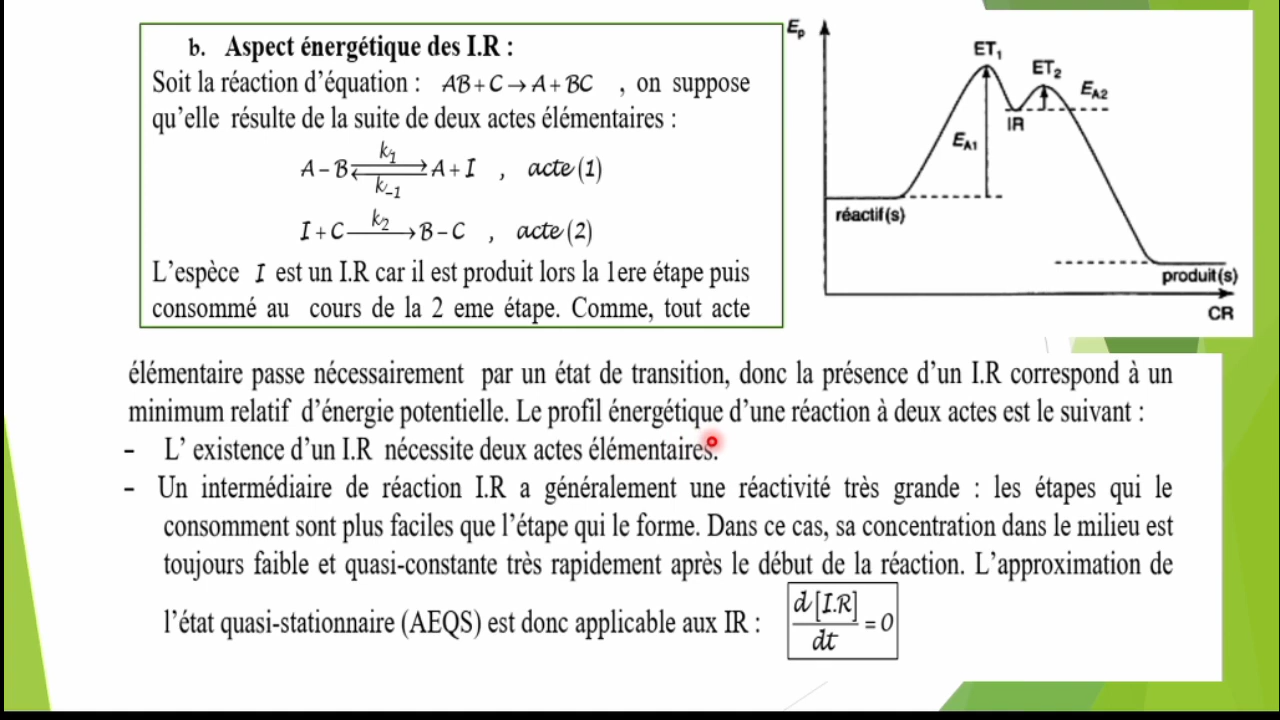 b. Aspect énergétique des I.R :
Soit la réaction d'équation : AB+C→A+BC , on suppose
qu'elle résulte de la suite de deux actes élémentaires :
k₁
A-B⇄A+I , acte(1)
k₋₁
k₂
I+C→B-C , acte(2)
L'espèce I est un I.R car il est produit lors la 1ere étape puis
consommé au cours de la 2 eme étape. Comme, tout acte
Eₚ
ET₁
ET₂
E_A2
IR
E_A1
réactif(s)
produit(s)
CR
élémentaire passe nécessairement par un état de transition, donc la présence d'un I.R correspond à un
minimum relatif d'énergie potentielle. Le profil énergétique d'une réaction à deux actes est le suivant :
- L' existence d'un I.R nécessite deux actes élémentaires.
- Un intermédiaire de réaction I.R a généralement une réactivité très grande : les étapes qui le
consomment sont plus faciles que l'étape qui le forme. Dans ce cas, sa concentration dans le milieu est
toujours faible et quasi-constante très rapidement après le début de la réaction. L'approximation de
l'état quasi-stationnaire (AEQS) est donc applicable aux IR : d[I.R]/dt = 0